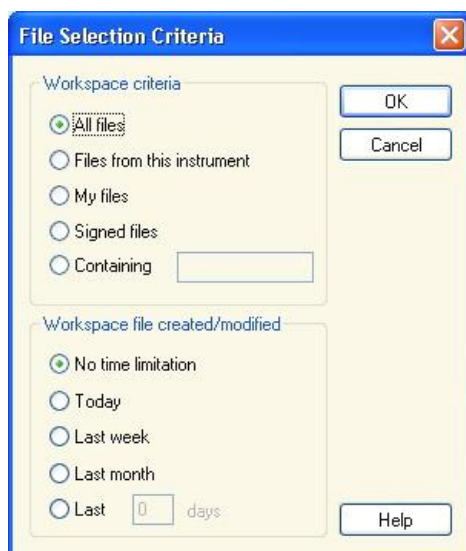 File Selection Criteria
Workspace criteria
All files
Files from this instrument
My files
Signed files
Containing
OK
Cancel
Workspace file created/modified
No time limitation
Today
Last week
Last month
Last 0 days
Help